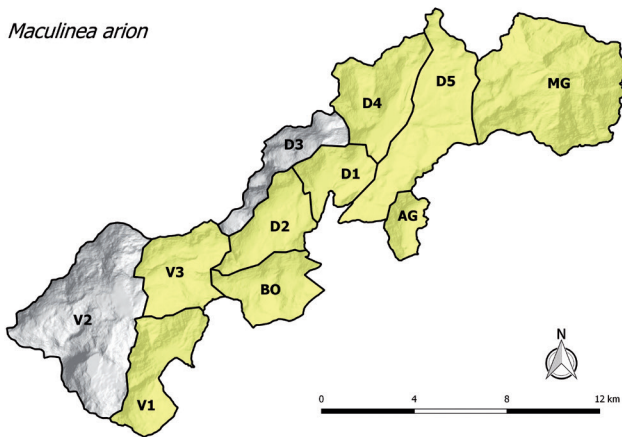 Maculinea arion
D5
D4
MG
D3
D1
AG
D2
V3
BO
V2
V1
N
0 4 8 12 km